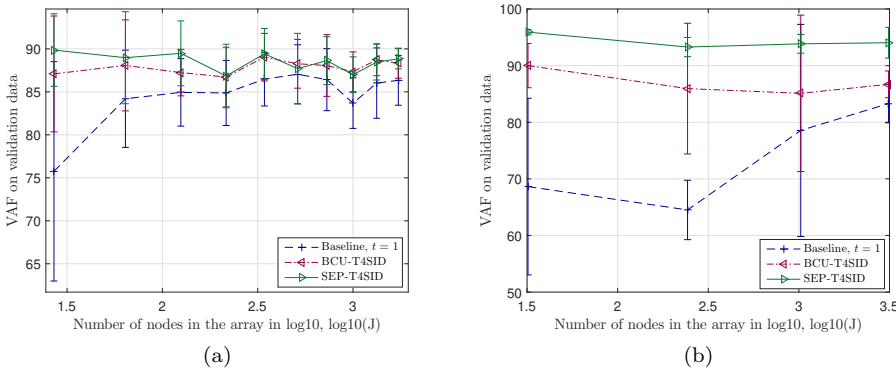 90
85
80
75
70
65
1.5
2
2.5
3
VAF on validation data
Number of nodes in the array in log10, log10(J)
Baseline, t = 1
BCU-T4SID
SEP-T4SID
(a)
100
90
80
70
60
50
1.5
2
2.5
3
3.5
VAF on validation data
Number of nodes in the array in log10, log10(J)
Baseline, t = 1
BCU-T4SID
SEP-T4SID
(b)